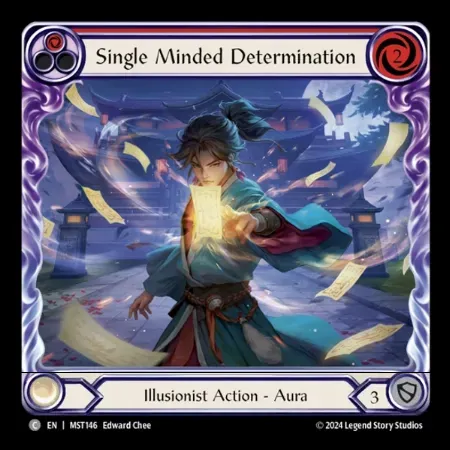 Single Minded Determination
2
Illusionist Action - Aura
3
C EN | MST146 Edward Chee
© 2024 Legend Story Studios